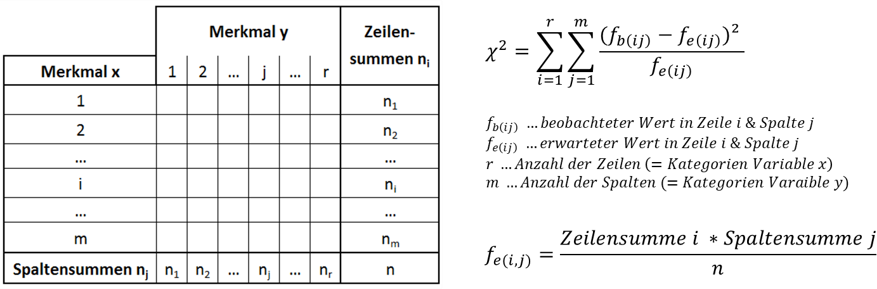 Merkmal y
Zeilen-
summen nᵢ
Merkmal x
1 2 ... j ... r
1 n₁
2 n₂
... ...
i nᵢ
... ...
m nₘ
Spaltensummen nⱼ n₁ n₂ ... nⱼ ... nᵣ n
χ² = ∑ᵢ₌₁ʳ ∑ⱼ₌₁ᵐ (f_b(ij) − f_e(ij))² / f_e(ij)
f_b(ij) ...beobachteter Wert in Zeile i & Spalte j
f_e(ij) ...erwarteter Wert in Zeile i & Spalte j
r ...Anzahl der Zeilen (= Kategorien Variable x)
m ...Anzahl der Spalten (= Kategorien Varaible y)
f_e(i,j) = Zeilensumme i * Spaltensumme j / n